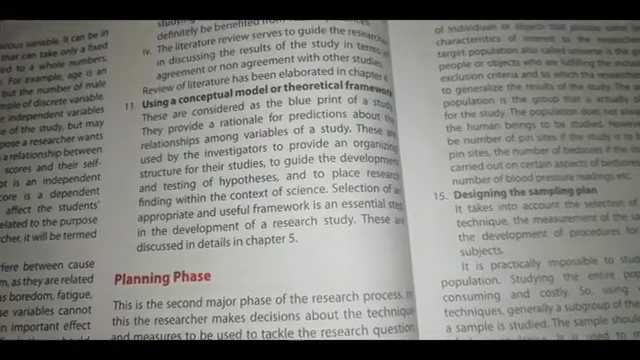 vious variable. It can be in
that can take only a fixed
ed to a whole numbers,
For example, age is an
but the number of male
mple of discrete variable.
e independent variables
e of the study, but may
pose a researcher wants
a relationship between
scores and their self-
pt is an independent
core is a dependent
affect the students'
elated to the purpose
cher, it will be termed
fere between cause
m, as they are related
as boredom, fatigue,
se variables cannot
n important effect
definitely be benefited from
iv. The literature review serves to guide the researcher
in discussing the results of the study in terms of
agreement or non agreement with other studies.
Review of literature has been elaborated in chapter 4
11. Using a conceptual model or theoretical framework
These are considered as the blue print of a study
They provide a rationale for predictions about the
relationships among variables of a study. These are
used by the investigators to provide an organizing
structure for their studies, to guide the development
and testing of hypotheses, and to place research
finding within the context of science. Selection of an
appropriate and useful framework is an essential step
in the development of a research study. These are
discussed in details in chapter 5.
Planning Phase
This is the second major phase of the research process. In
this the researcher makes decisions about the technique
and measures to be used to tackle the research question
of individuals or objects that
characteristics of interest to the
target population also called universe is the
people or objects who are fulfilling the
exclusion criteria and to which the
to generalize the results of the study. The
population is the group that is actually
for the study. The population does not
the human beings to be studied.
be number of pin sites if the study is
pin sites, the number of bedsores if the
carried out on certain aspects of bedsores
number of blood pressure readings etc
15. Designing the sampling plan
It takes into account the selection of
technique, the measurement of the
the development of procedures for
subjects.
It is practically impossible to study
population. Studying the entire
consuming and costly. So, using
techniques, generally a subgroup of the
a sample is studied. The sample should